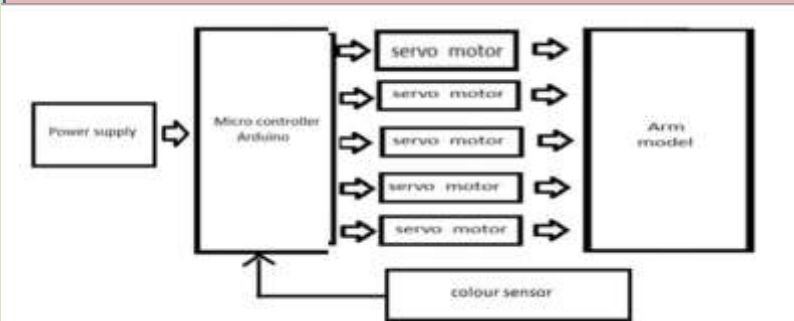 Power supply
Micro controller
Arduino
servo motor
servo motor
servo motor
servo motor
servo motor
Arm
model
colour sensor